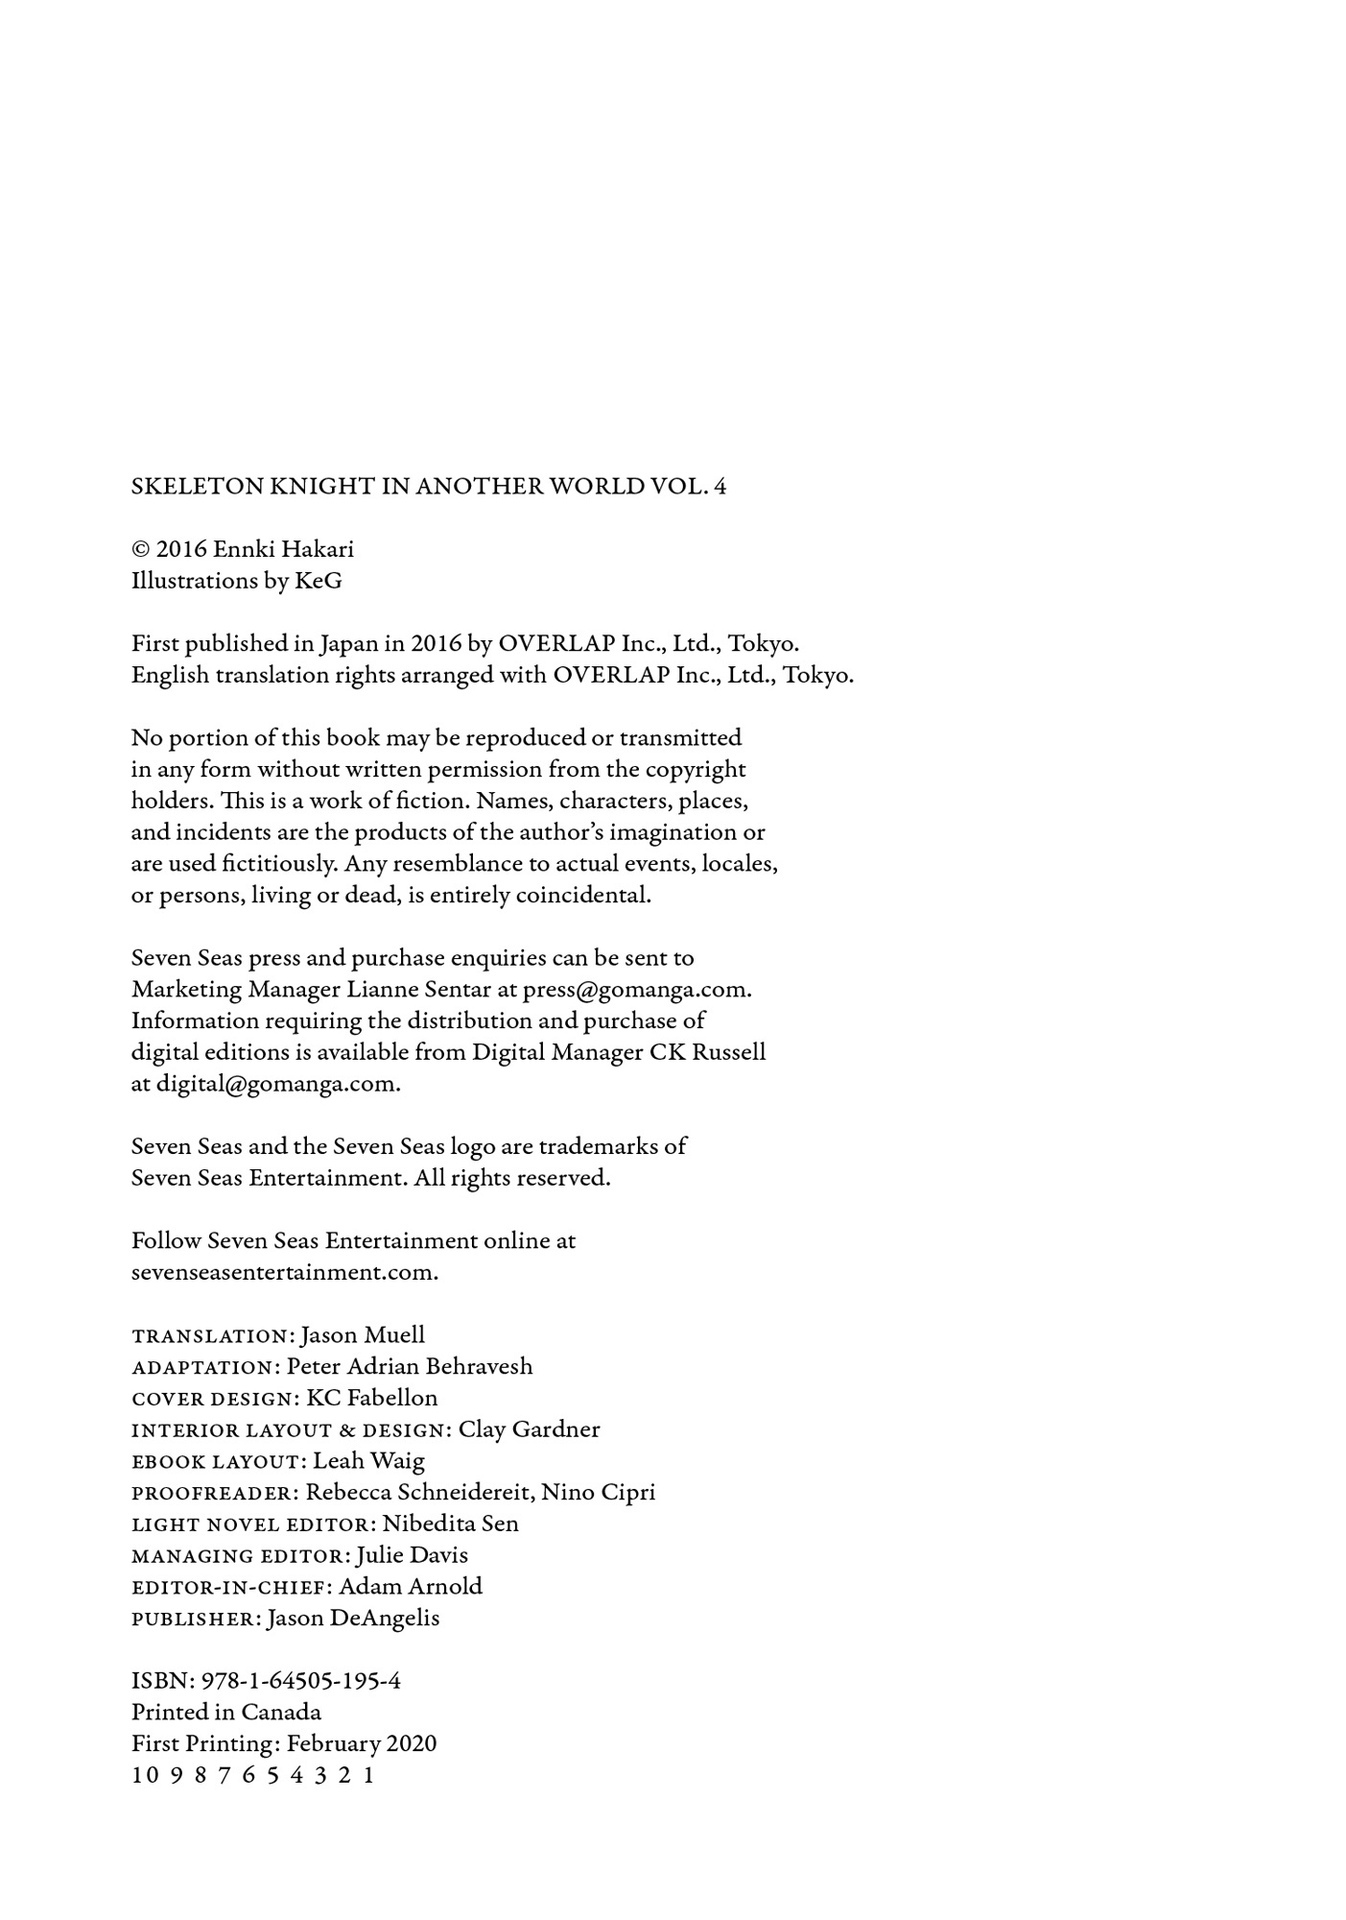 SKELETON KNIGHT IN ANOTHER WORLD VOL. 4
© 2016 Ennki Hakari
Illustrations by KeG
First published in Japan in 2016 by OVERLAP Inc., Ltd., Tokyo.
English translation rights arranged with OVERLAP Inc., Ltd., Tokyo.
No portion of this book may be reproduced or transmitted
in any form without written permission from the copyright
holders. This is a work of fiction. Names, characters, places,
and incidents are the products of the author’s imagination or
are used fictitiously. Any resemblance to actual events, locales,
or persons, living or dead, is entirely coincidental.
Seven Seas press and purchase enquiries can be sent to
Marketing Manager Lianne Sentar at press@gomanga.com.
Information requiring the distribution and purchase of
digital editions is available from Digital Manager CK Russell
at digital@gomanga.com.
Seven Seas and the Seven Seas logo are trademarks of
Seven Seas Entertainment. All rights reserved.
Follow Seven Seas Entertainment online at
sevenseasentertainment.com.
TRANSLATION: Jason Muell
ADAPTATION: Peter Adrian Behravesh
COVER DESIGN: KC Fabellon
INTERIOR LAYOUT & DESIGN: Clay Gardner
EBOOK LAYOUT: Leah Waig
PROOFREADER: Rebecca Schneidereit, Nino Cipri
LIGHT NOVEL EDITOR: Nibedita Sen
MANAGING EDITOR: Julie Davis
EDITOR-IN-CHIEF: Adam Arnold
PUBLISHER: Jason DeAngelis
ISBN: 978-1-64505-195-4
Printed in Canada
First Printing: February 2020
10 9 8 7 6 5 4 3 2 1